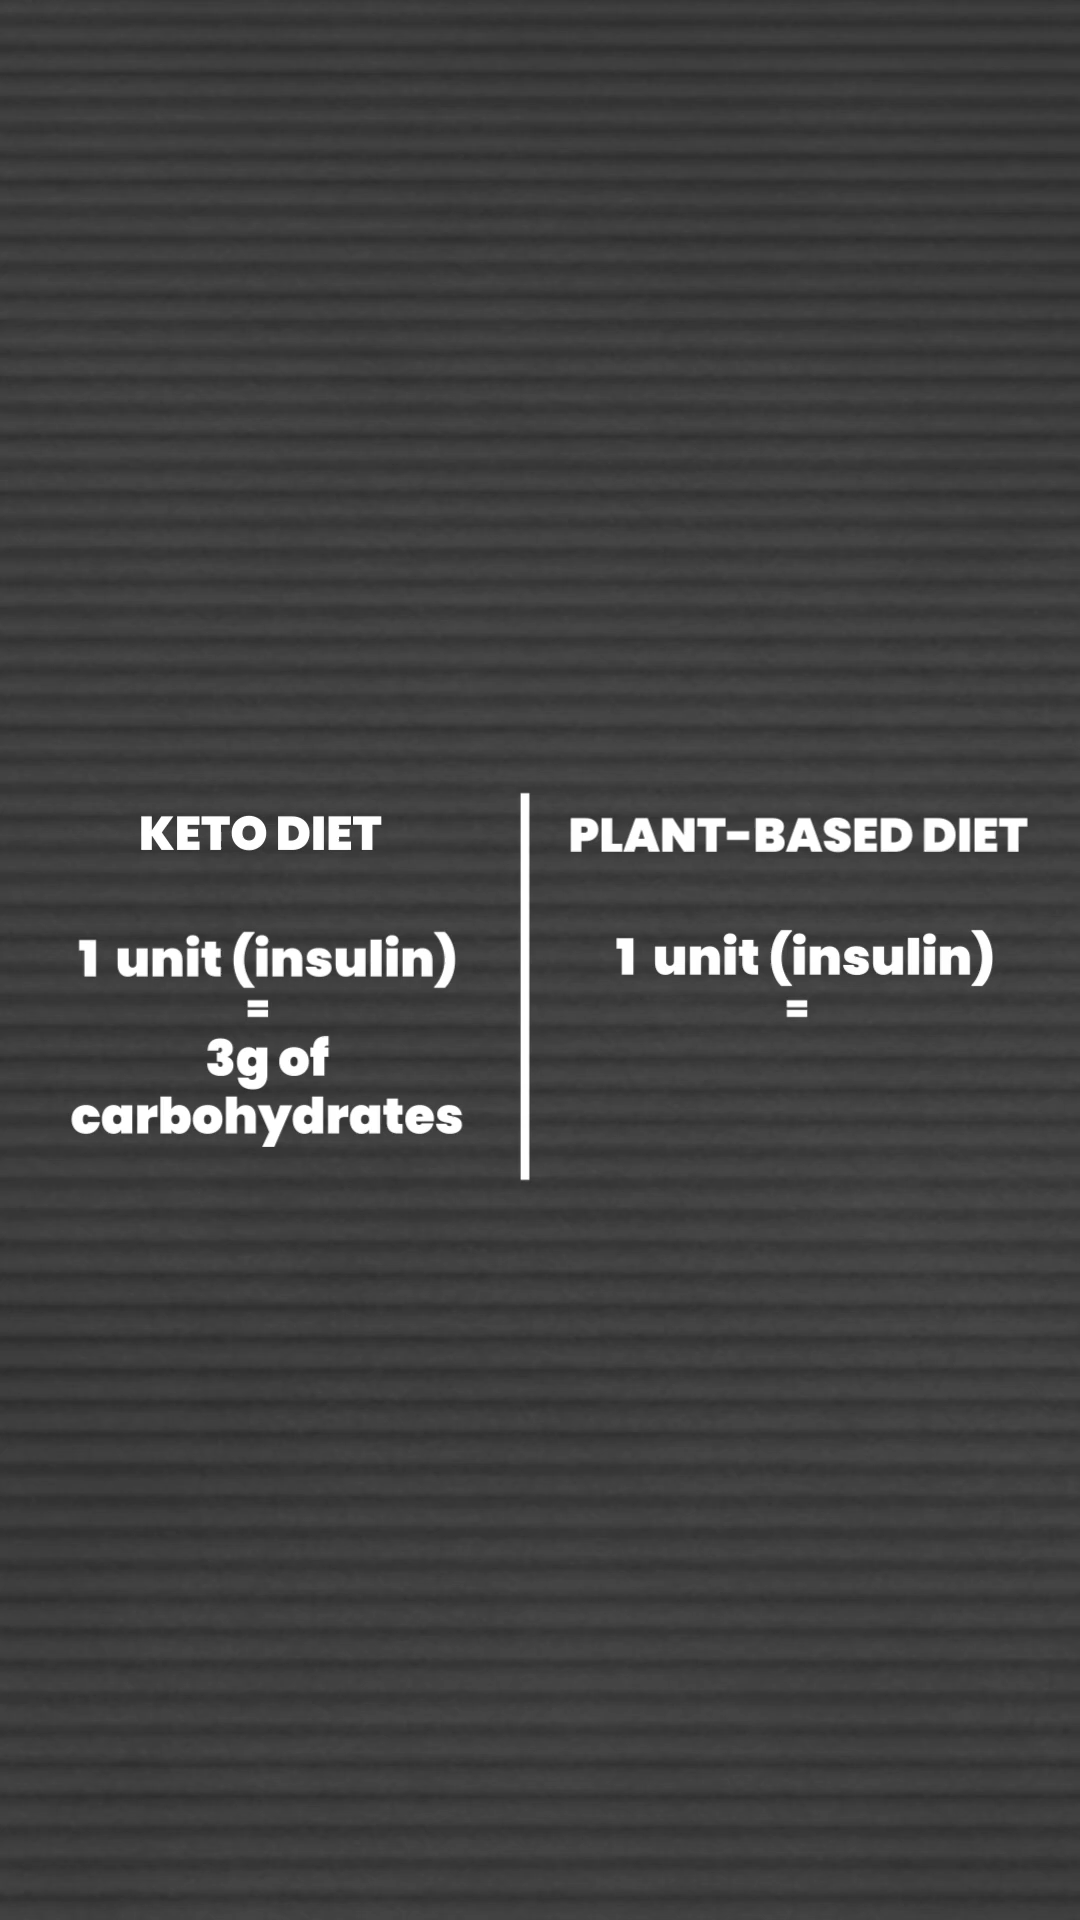 KETO DIET
1 unit (insulin)
=
3g of
carbohydrates
PLANT-BASED DIET
1 unit (insulin)
=